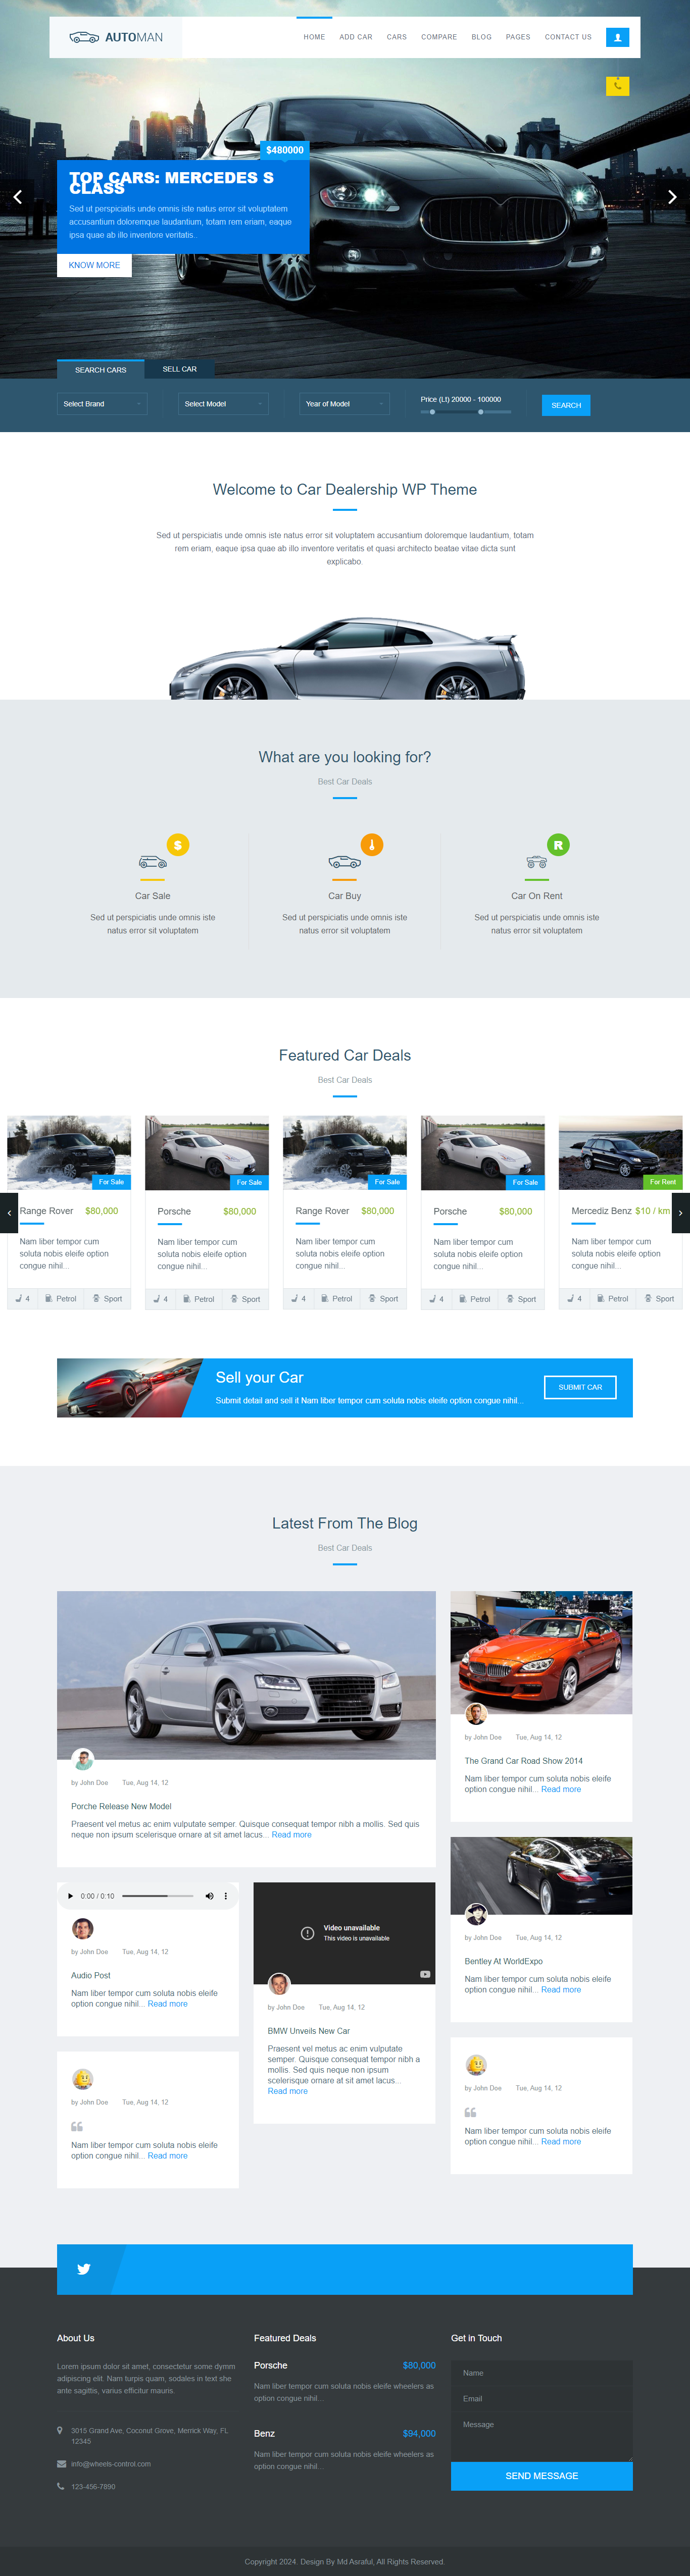 AUTOMAN
HOME ADD CAR CARS COMPARE BLOG PAGES CONTACT US
$480000
TOP CARS: MERCEDES S
CLASS
Sed ut perspiciatis unde omnis iste natus error sit voluptatem
accusantium doloremque laudantium, totam rem eriam, eaque
ipsa quae ab illo inventore veritatis...
KNOW MORE
SEARCH CARS SELL CAR
Select Brand Select Model Year of Model Price (Lt) 20000 - 100000 SEARCH
Welcome to Car Dealership WP Theme
Sed ut perspiciatis unde omnis iste natus error sit voluptatem accusantium doloremque laudantium, totam
rem eriam, eaque ipsa quae ab illo inventore veritatis et quasi architecto beatae vitae dicta sunt
explicabo.
What are you looking for?
Best Car Deals
$ R
Car Sale Car Buy Car On Rent
Sed ut perspiciatis unde omnis iste Sed ut perspiciatis unde omnis iste Sed ut perspiciatis unde omnis iste
natus error sit voluptatem natus error sit voluptatem natus error sit voluptatem
Featured Car Deals
Best Car Deals
For Sale For Sale For Sale For Sale For Rent
Range Rover $80,000 Porsche $80,000 Range Rover $80,000 Porsche $80,000 Mercediz Benz $10 / km
Nam liber tempor cum Nam liber tempor cum Nam liber tempor cum Nam liber tempor cum Nam liber tempor cum
soluta nobis eleife option soluta nobis eleife option soluta nobis eleife option soluta nobis eleife option soluta nobis eleife option
congue nihil... congue nihil... congue nihil... congue nihil... congue nihil...
4 Petrol Sport 4 Petrol Sport 4 Petrol Sport 4 Petrol Sport 4 Petrol Sport
Sell your Car
Submit detail and sell it Nam liber tempor cum soluta nobis eleife option congue nihil...
SUBMIT CAR
Latest From The Blog
Best Car Deals
by John Doe Tue, Aug 14, 12
Porche Release New Model
Praesent vel metus ac enim vulputate semper. Quisque consequat tempor nibh a mollis. Sed quis
neque non ipsum scelerisque ornare at sit amet lacus... Read more
by John Doe Tue, Aug 14, 12
The Grand Car Road Show 2014
Nam liber tempor cum soluta nobis eleife
option congue nihil... Read more
0:00 / 0:10
by John Doe Tue, Aug 14, 12
Audio Post
Nam liber tempor cum soluta nobis eleife
option congue nihil... Read more
Video unavailable
This video is unavailable
by John Doe Tue, Aug 14, 12
BMW Unveils New Car
Praesent vel metus ac enim vulputate
semper. Quisque consequat tempor nibh a
mollis. Sed quis neque non ipsum
scelerisque ornare at sit amet lacus...
Read more
by John Doe Tue, Aug 14, 12
Bentley At WorldExpo
Nam liber tempor cum soluta nobis eleife
option congue nihil... Read more
by John Doe Tue, Aug 14, 12
Nam liber tempor cum soluta nobis eleife
option congue nihil... Read more
by John Doe Tue, Aug 14, 12
Nam liber tempor cum soluta nobis eleife
option congue nihil... Read more
About Us
Lorem ipsum dolor sit amet, consectetur some dymm
adipiscing elit. Nam turpis quam, sodales in text she
ante sagittis, varius efficitur mauris.
3015 Grand Ave, Coconut Grove, Merrick Way, FL
12345
info@wheels-control.com
123-456-7890
Featured Deals
Porsche $80,000
Nam liber tempor cum soluta nobis eleife wheelers as
option congue nihil...
Benz $94,000
Nam liber tempor cum soluta nobis eleife wheelers as
option congue nihil...
Get in Touch
Name
Email
Message
SEND MESSAGE
Copyright 2024. Design By Md Asraful, All Rights Reserved.